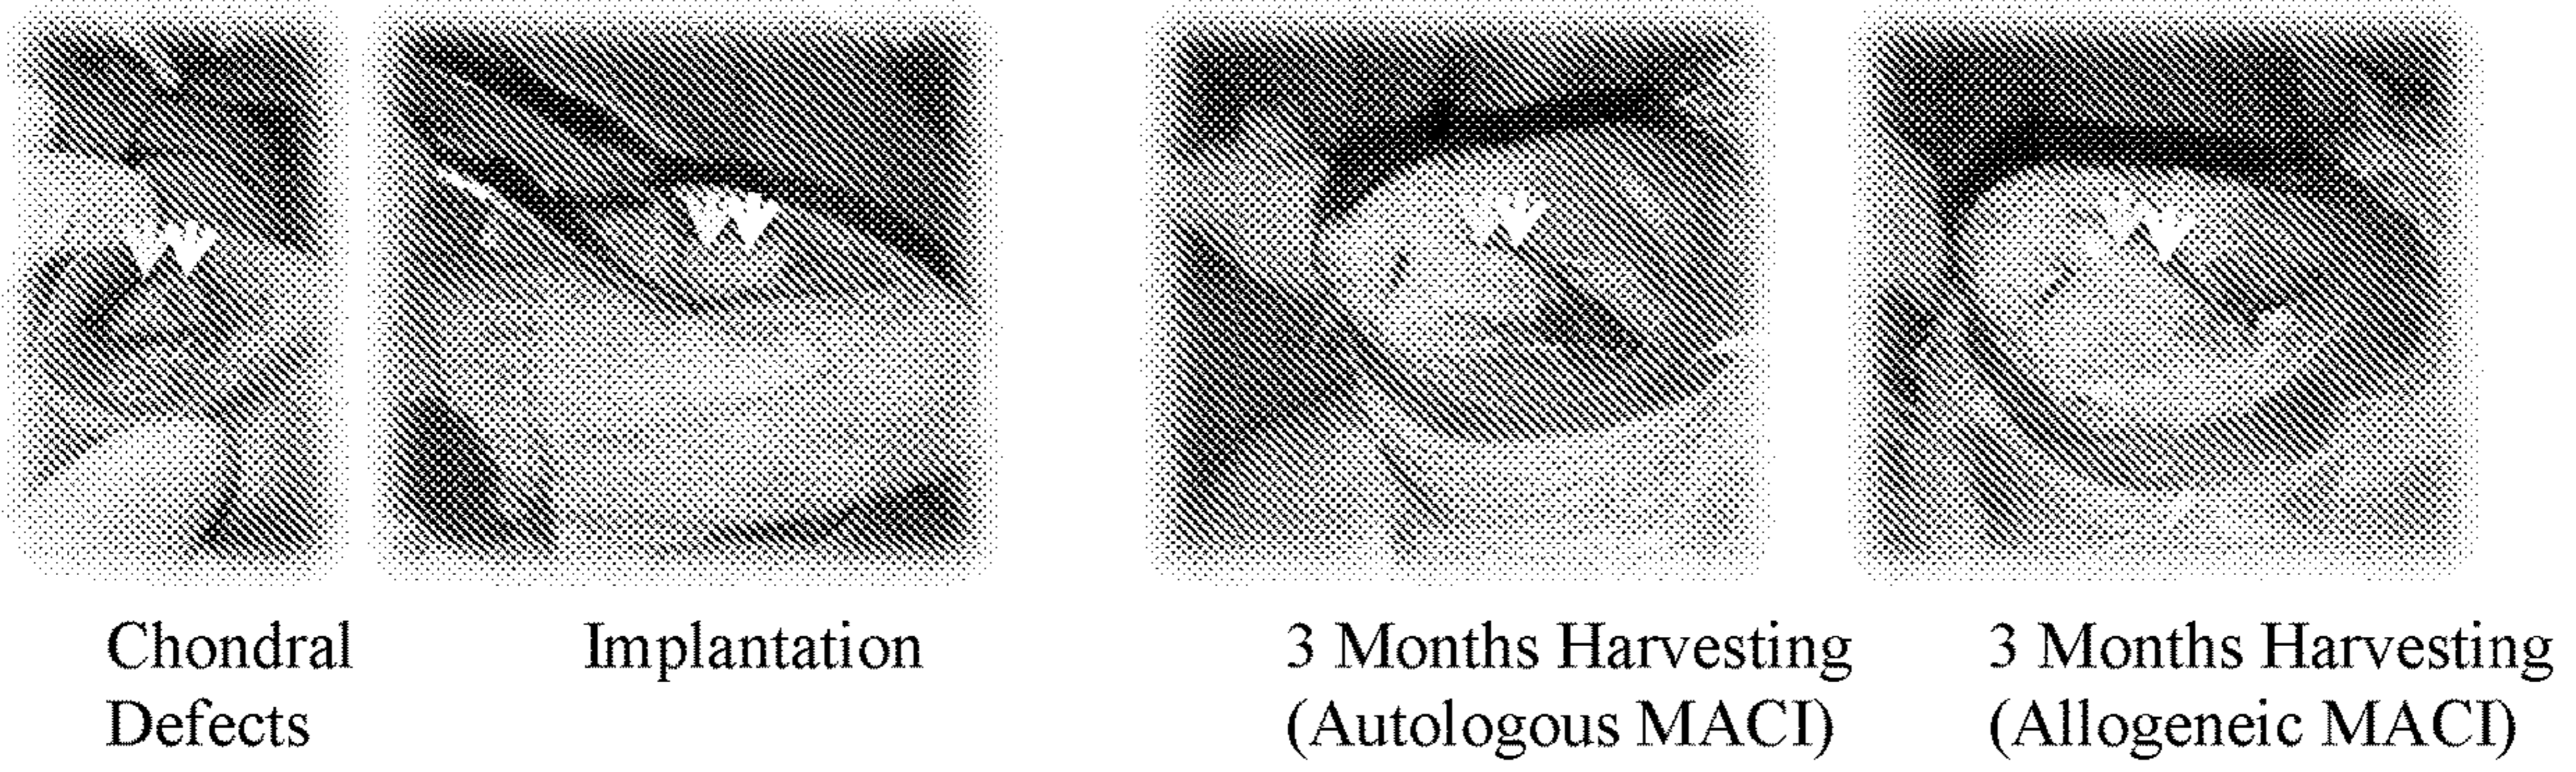 Chondral
Defects
Implantation
3 Months Harvesting
(Autologous MACI)
3 Months Harvesting
(Allogeneic MACI)